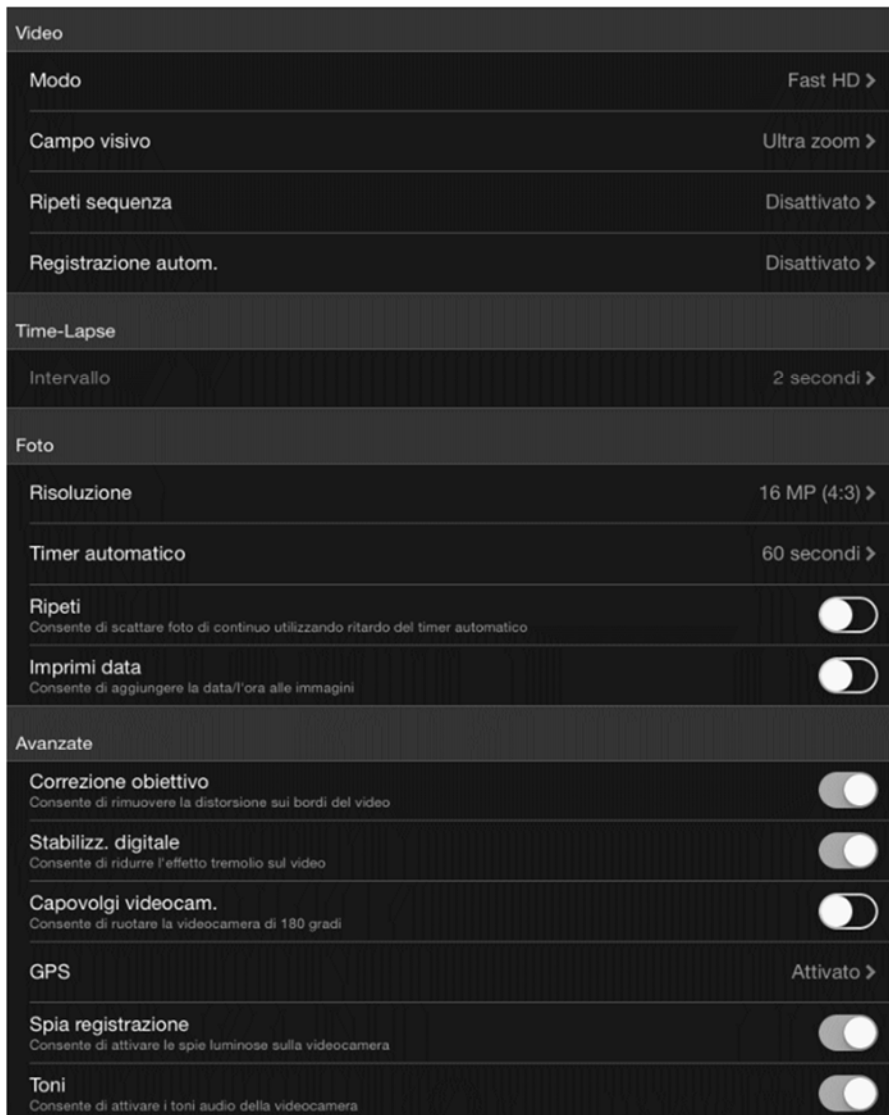 Video
Modo Fast HD >
Campo visivo Ultra zoom >
Ripeti sequenza Disattivato >
Registrazione autom. Disattivato >
Time-Lapse
Intervallo 2 secondi >
Foto
Risoluzione 16 MP (4:3) >
Timer automatico 60 secondi >
Ripeti
Consente di scattare foto di continuo utilizzando ritardo del timer automatico
Imprimi data
Consente di aggiungere la data/l'ora alle immagini
Avanzate
Correzione obiettivo
Consente di rimuovere la distorsione sui bordi del video
Stabilizz. digitale
Consente di ridurre l'effetto tremolio sul video
Capovolgi videocam.
Consente di ruotare la videocamera di 180 gradi
GPS Attivato >
Spia registrazione
Consente di attivare le spie luminose sulla videocamera
Toni
Consente di attivare i toni audio della videocamera